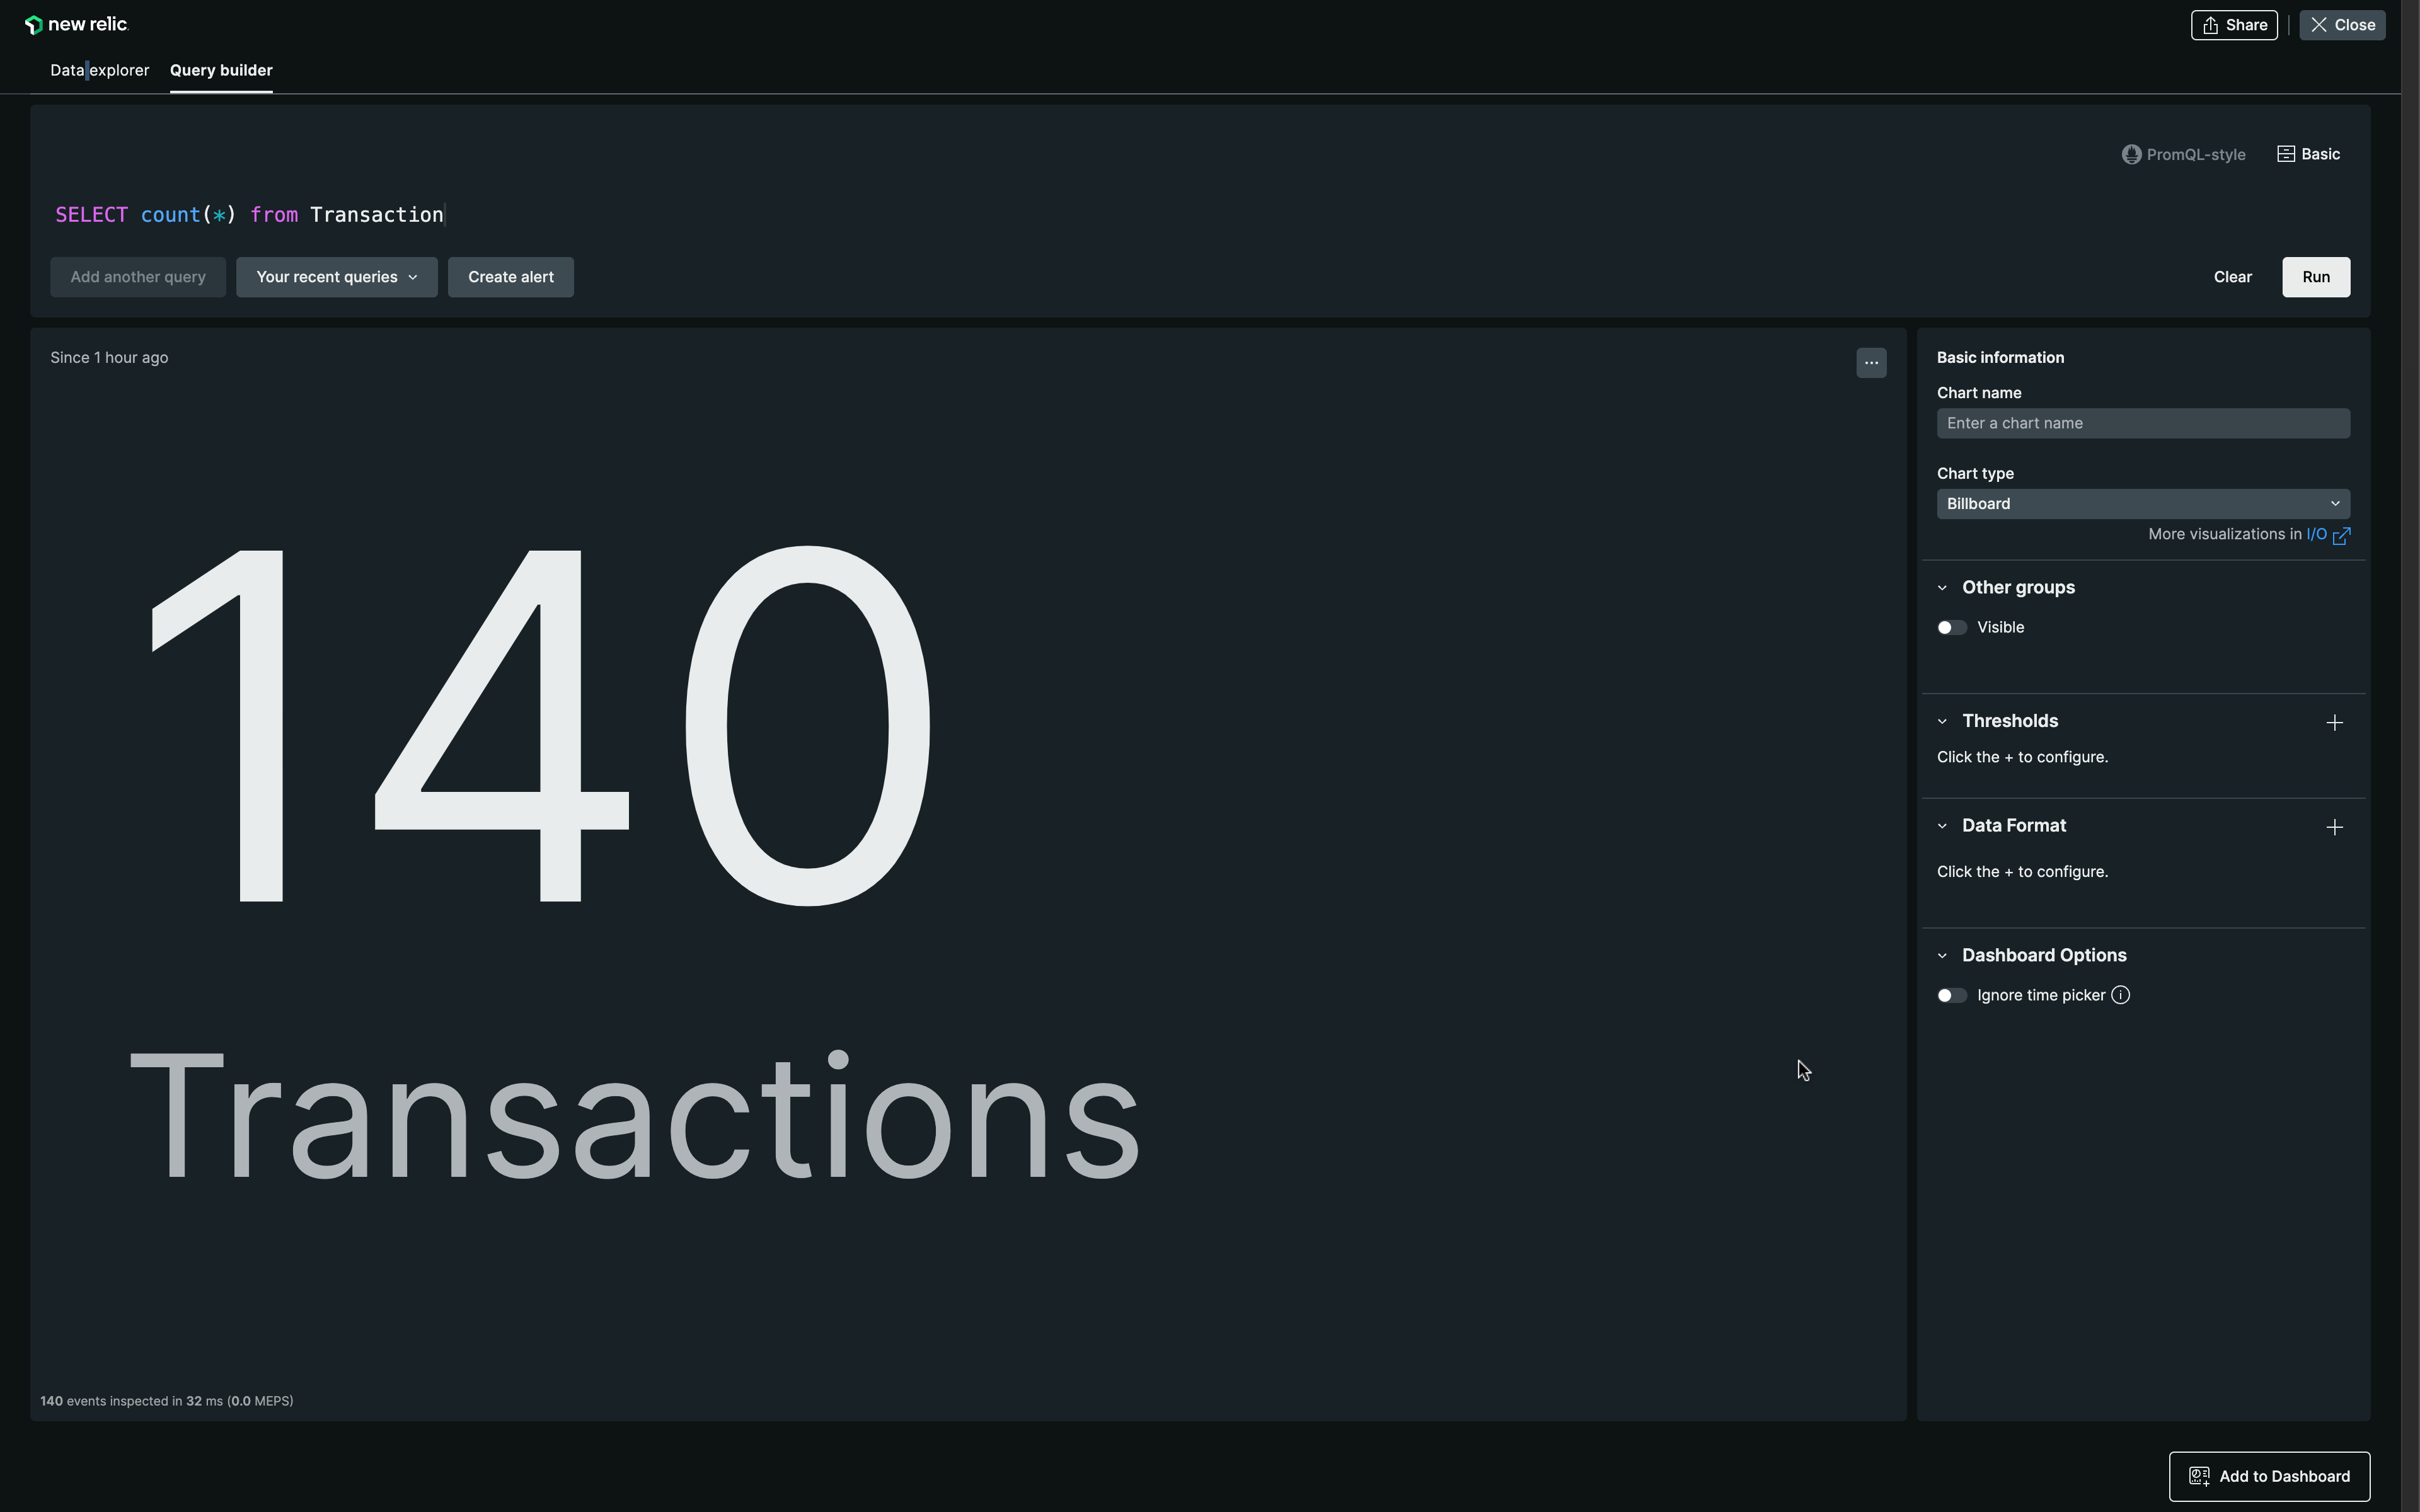 new relic.
Share
Close
Data explorer
Query builder
PromQL-style
Basic
SELECT count(*) from Transaction
Add another query
Your recent queries
Create alert
Clear
Run
Since 1 hour ago
...
140
Transactions
140 events inspected in 32 ms (0.0 MEPS)
Basic information
Chart name
Enter a chart name
Chart type
Billboard
More visualizations in I/O
Other groups
Visible
Thresholds
Click the + to configure.
Data Format
Click the + to configure.
Dashboard Options
Ignore time picker
Add to Dashboard